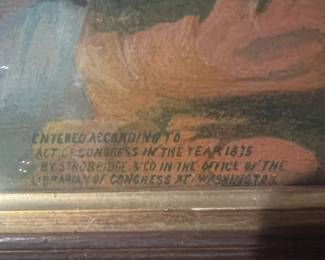 ENTERED ACCORDING TO
ACT OF CONGRESS IN THE YEAR 1875
BY STROBRIDGE & CO IN THE OFFICE OF THE
LIBRARIAN OF CONGRESS AT WASHINGTON